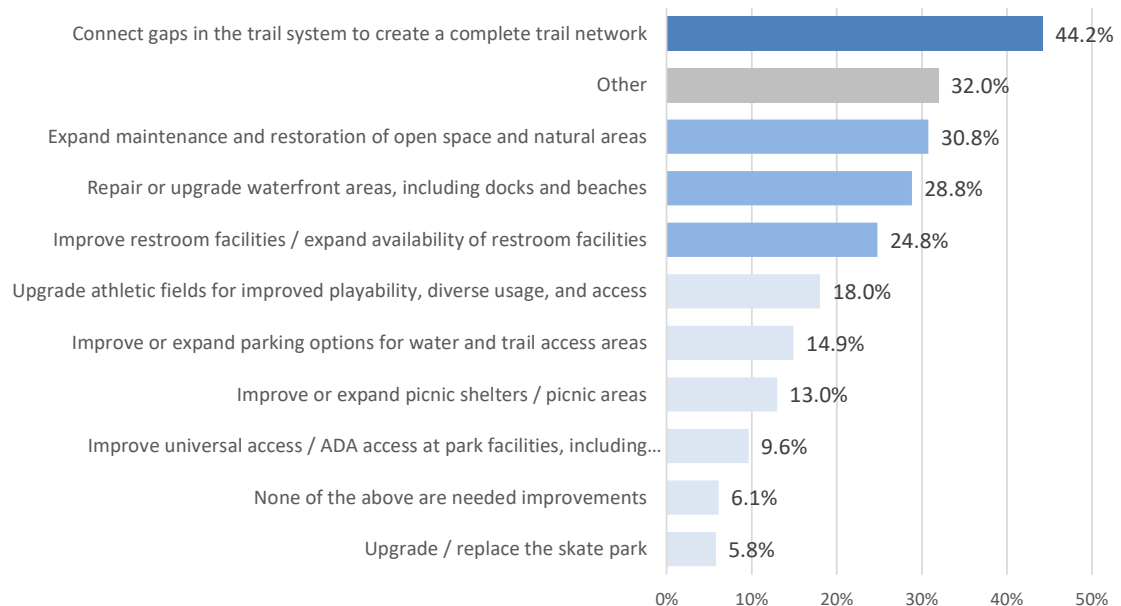 Connect gaps in the trail system to create a complete trail network 44.2%
Other 32.0%
Expand maintenance and restoration of open space and natural areas 30.8%
Repair or upgrade waterfront areas, including docks and beaches 28.8%
Improve restroom facilities / expand availability of restroom facilities 24.8%
Upgrade athletic fields for improved playability, diverse usage, and access 18.0%
Improve or expand parking options for water and trail access areas 14.9%
Improve or expand picnic shelters / picnic areas 13.0%
Improve universal access / ADA access at park facilities, including… 9.6%
None of the above are needed improvements 6.1%
Upgrade / replace the skate park 5.8%
0% 10% 20% 30% 40% 50%